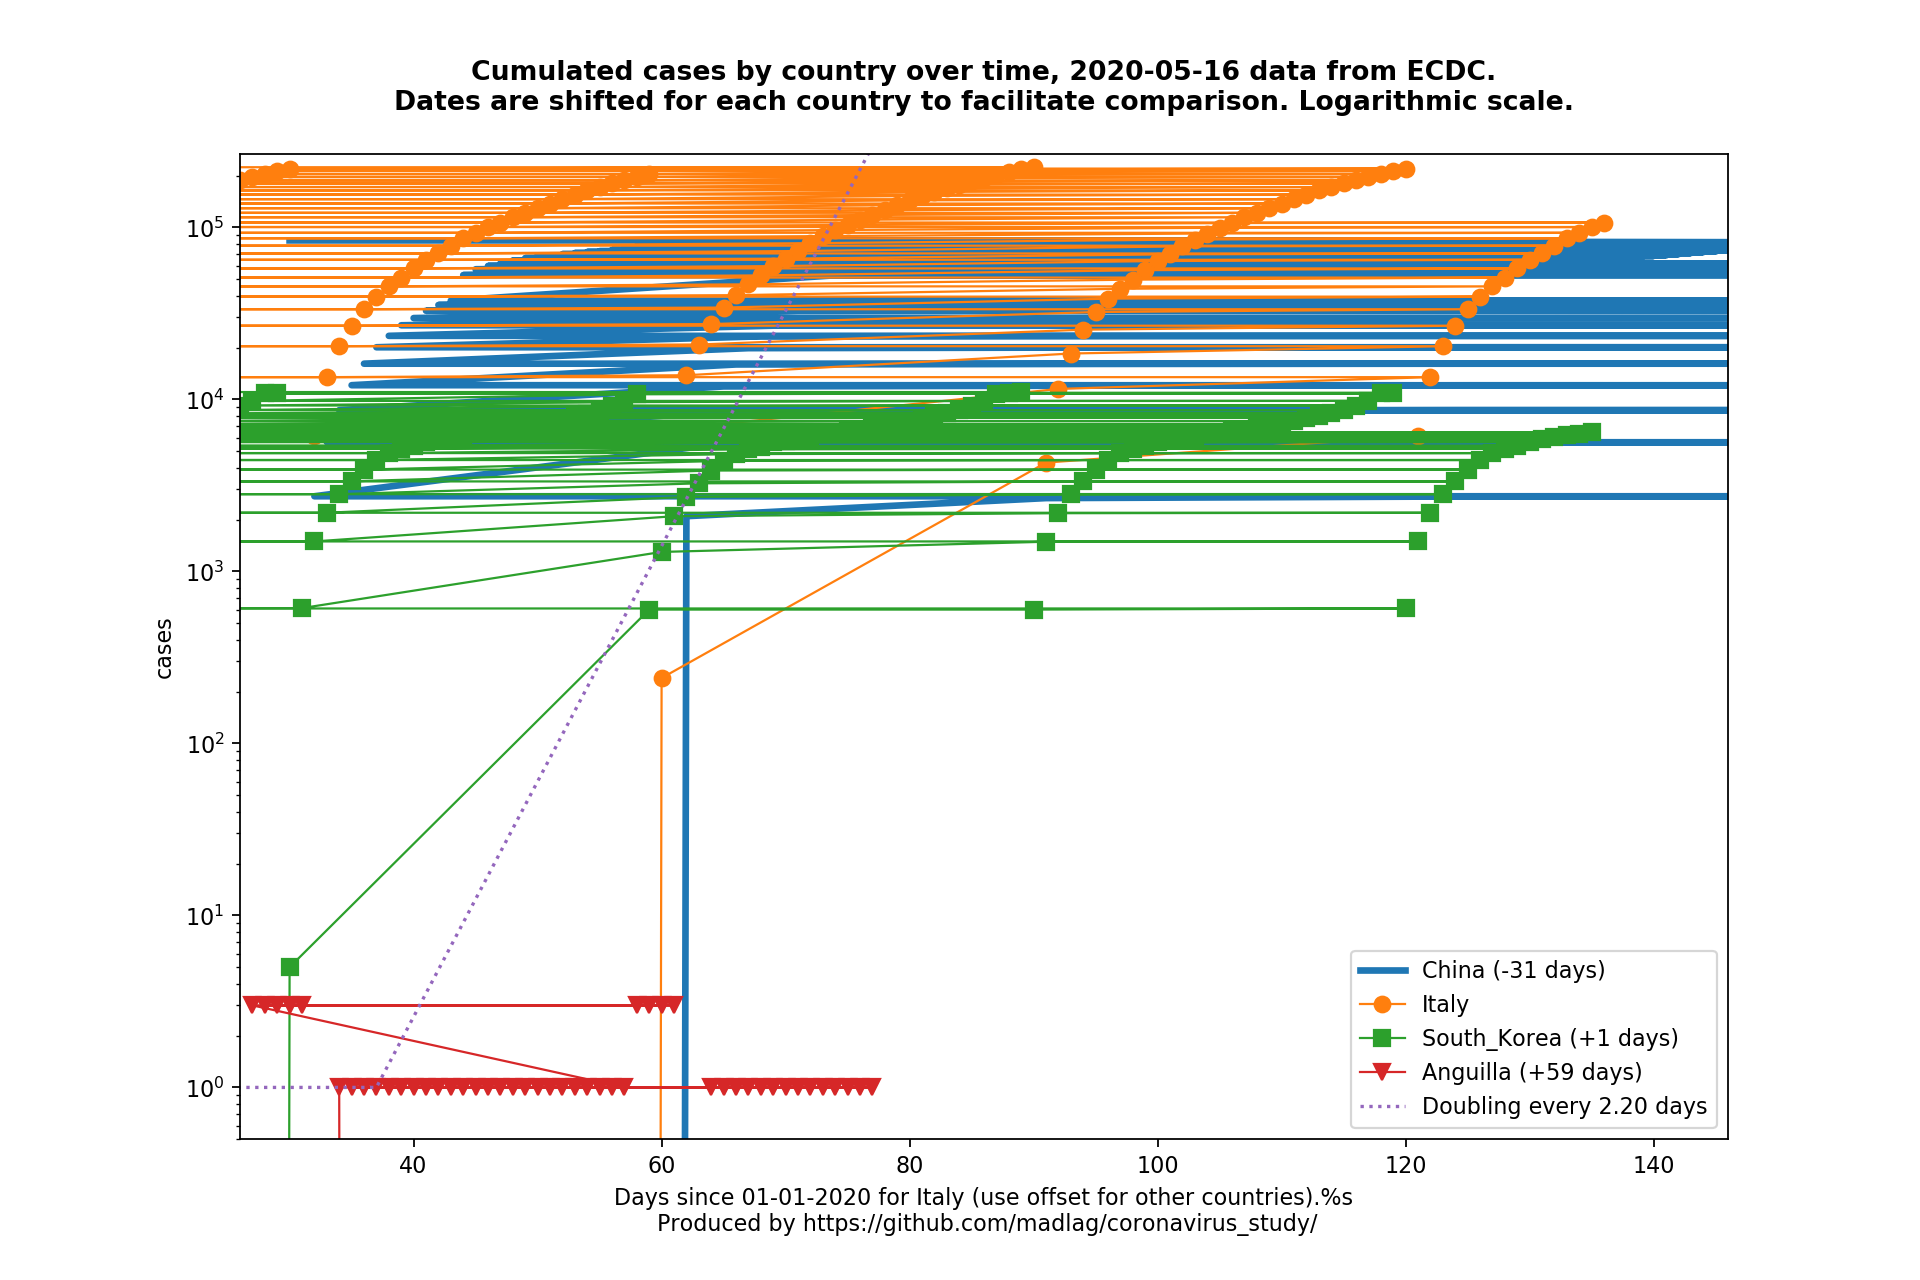 Cumulated cases by country over time, 2020-05-16 data from ECDC.
Dates are shifted for each country to facilitate comparison. Logarithmic scale.
cases
10^5
10^4
10^3
10^2
10^1
10^0
40 60 80 100 120 140
China (-31 days)
Italy
South_Korea (+1 days)
Anguilla (+59 days)
Doubling every 2.20 days
Days since 01-01-2020 for Italy (use offset for other countries).%s
Produced by https://github.com/madlag/coronavirus_study/